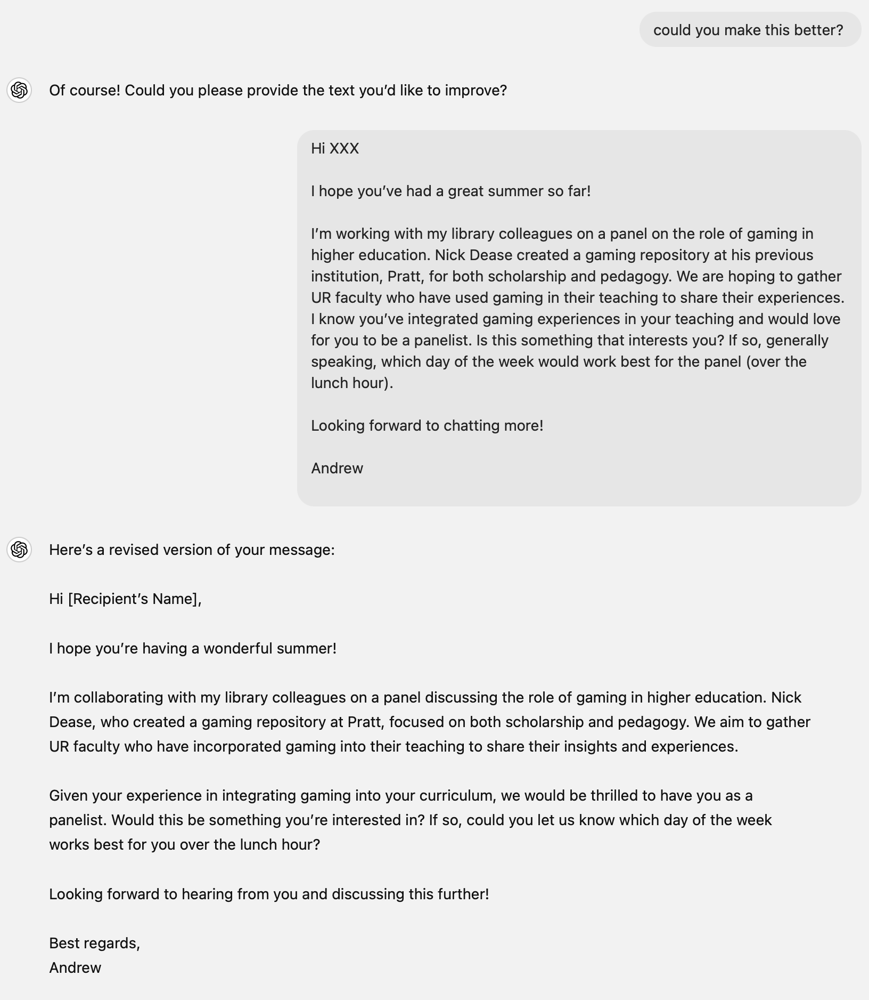 could you make this better?
Of course! Could you please provide the text you’d like to improve?
Hi XXX
I hope you’ve had a great summer so far!
I’m working with my library colleagues on a panel on the role of gaming in
higher education. Nick Dease created a gaming repository at his previous
institution, Pratt, for both scholarship and pedagogy. We are hoping to gather
UR faculty who have used gaming in their teaching to share their experiences.
I know you’ve integrated gaming experiences in your teaching and would love
for you to be a panelist. Is this something that interests you? If so, generally
speaking, which day of the week would work best for the panel (over the
lunch hour).
Looking forward to chatting more!
Andrew
Here’s a revised version of your message:
Hi [Recipient’s Name],
I hope you’re having a wonderful summer!
I’m collaborating with my library colleagues on a panel discussing the role of gaming in higher education. Nick
Dease, who created a gaming repository at Pratt, focused on both scholarship and pedagogy. We aim to gather
UR faculty who have incorporated gaming into their teaching to share their insights and experiences.
Given your experience in integrating gaming into your curriculum, we would be thrilled to have you as a
panelist. Would this be something you’re interested in? If so, could you let us know which day of the week
works best for you over the lunch hour?
Looking forward to hearing from you and discussing this further!
Best regards,
Andrew